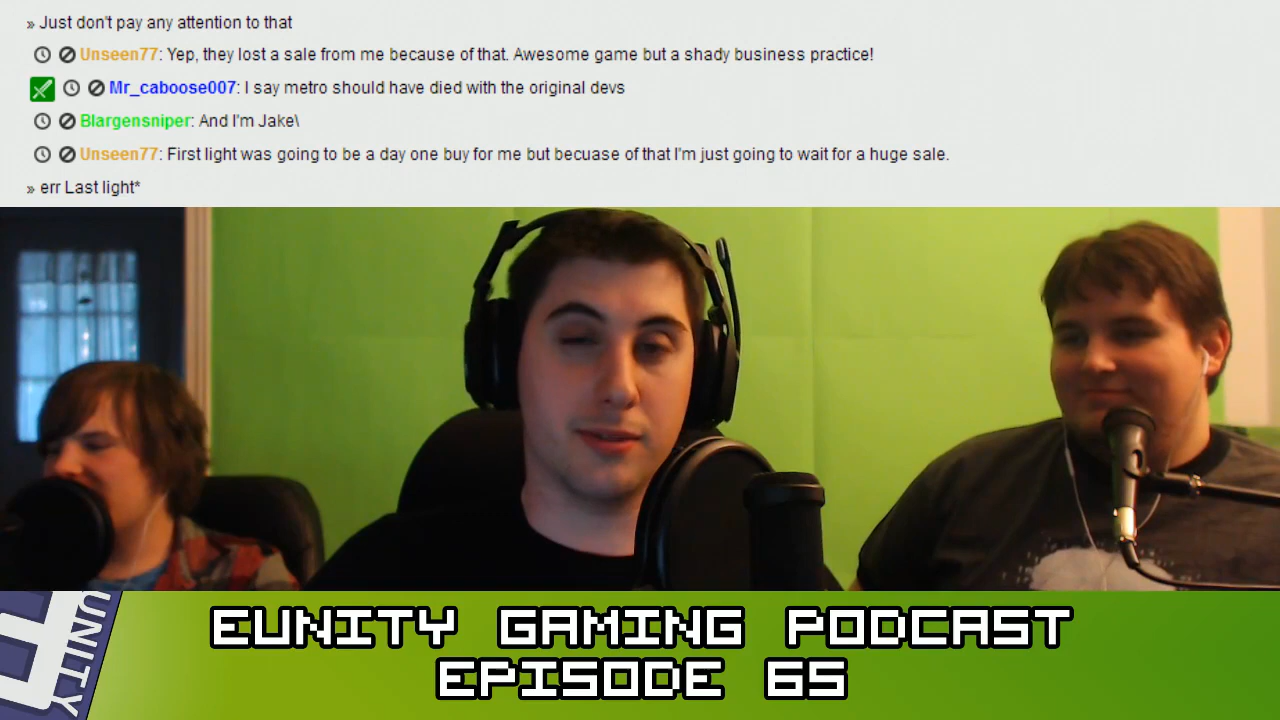 » Just don't pay any attention to that
Unseen77: Yep, they lost a sale from me because of that. Awesome game but a shady business practice!
Mr_caboose007: I say metro should have died with the original devs
Blargensniper: And I'm Jake\
Unseen77: First light was going to be a day one buy for me but becuase of that I'm just going to wait for a huge sale.
» err Last light*
EUNITY GAMING PODCAST
EPISODE 65
UNITY